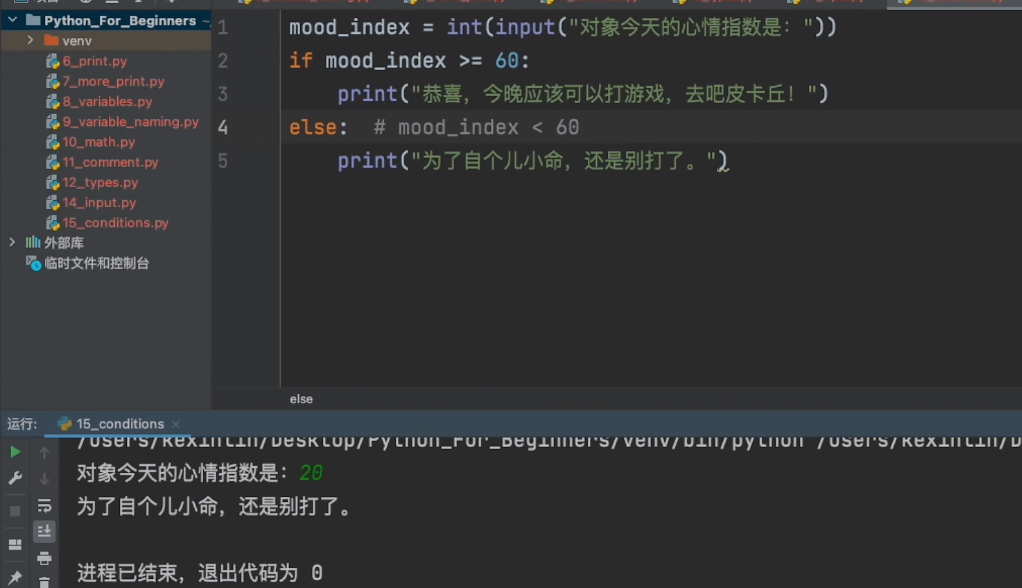 Python_For_Beginners ~
venv
6_print.py
7_more_print.py
8_variables.py
9_variable_naming.py
10_math.py
11_comment.py
12_types.py
14_input.py
15_conditions.py
外部库
临时文件和控制台
1 mood_index = int(input("对象今天的心情指数是："))
2 if mood_index >= 60:
3 print("恭喜，今晚应该可以打游戏，去吧皮卡丘！")
4 else:  # mood_index < 60
5 print("为了自个儿小命，还是别打了。")
else
运行: 15_conditions ×
/Users/Rexinlin/Desktop/Python_For_Beginners/venv/bin/python
对象今天的心情指数是：20
为了自个儿小命，还是别打了。
进程已结束，退出代码为 0